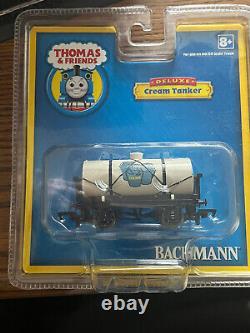 THOMAS
& FRIENDS
8+
DELUXE
Cream Tanker
BACHMANN